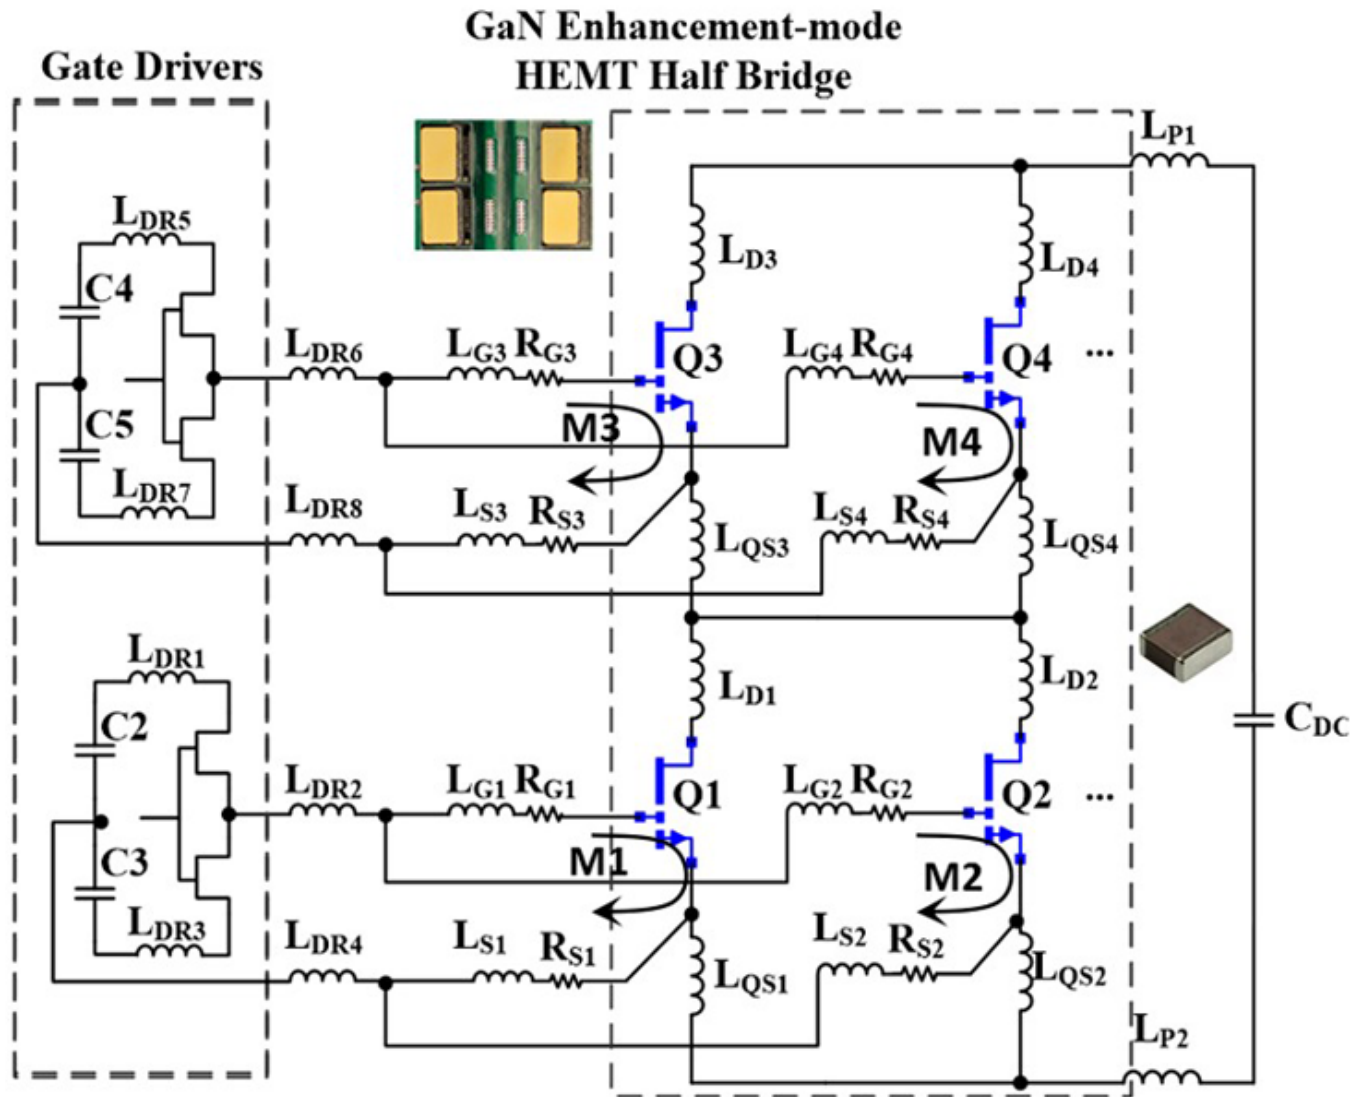 GaN Enhancement-mode
HEMT Half Bridge
Gate Drivers
LP1
LDR5
C4
LD3
LD4
LDR6
LG3 RG3
Q3
LG4 RG4
Q4
...
C5
M3
M4
LDR7
LDR8
LS3
RS3
LQS3
LS4
RS4
LQS4
LDR1
C2
LD1
LD2
CDC
LDR2
LG1 RG1
Q1
LG2 RG2
Q2
...
C3
M1
M2
LDR3
LDR4
LS1
RS1
LQS1
LS2
RS2
LQS2
LP2